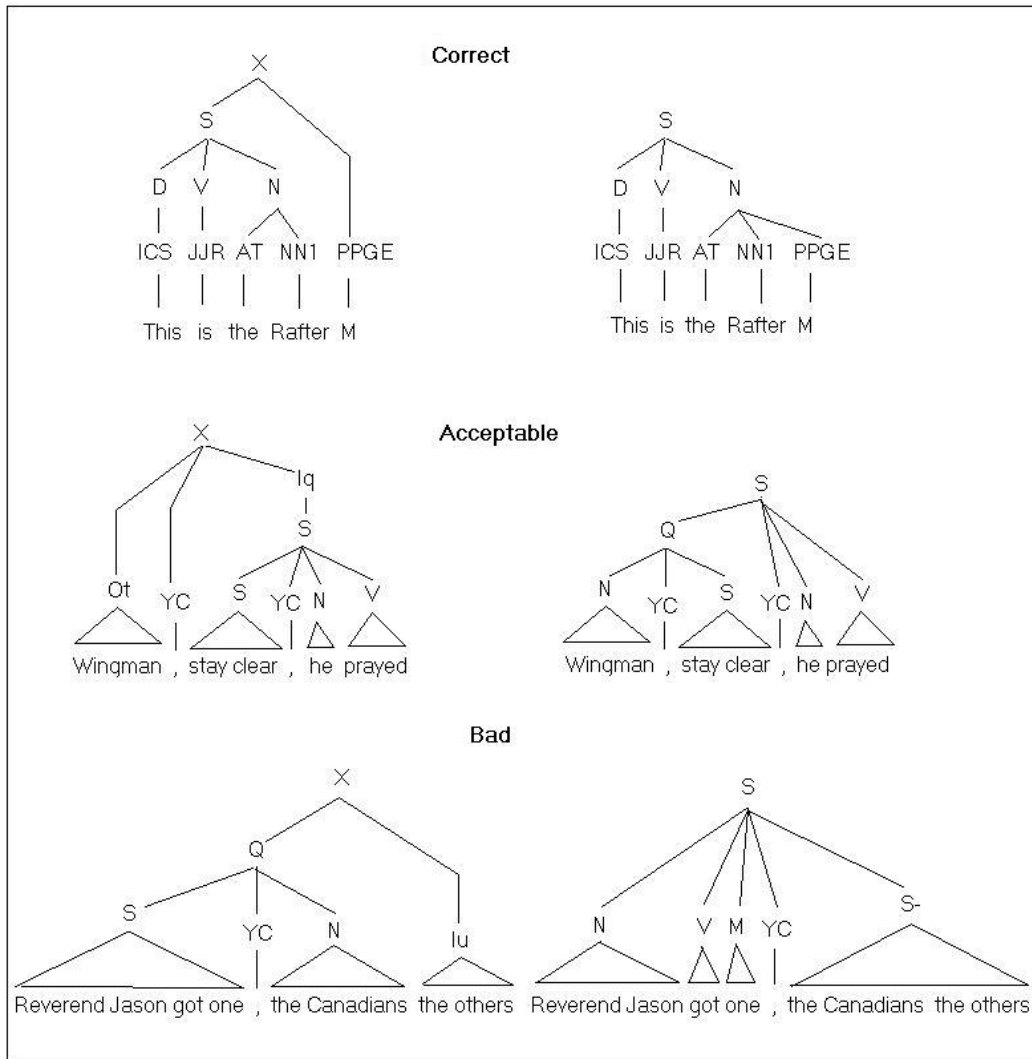 Correct
X
S
S
D V N
D V N
ICS JJR AT NN1 PPGE
ICS JJR AT NN1 PPGE
This is the Rafter M
This is the Rafter M
Acceptable
X
Iq
S
S
Q
Ot YC S YC N V
N YC S YC N V
Wingman , stay clear , he prayed
Wingman , stay clear , he prayed
Bad
X
S
Q
S YC N Iu
N V M YC S-
Reverend Jason got one , the Canadians the others
Reverend Jason got one , the Canadians the others